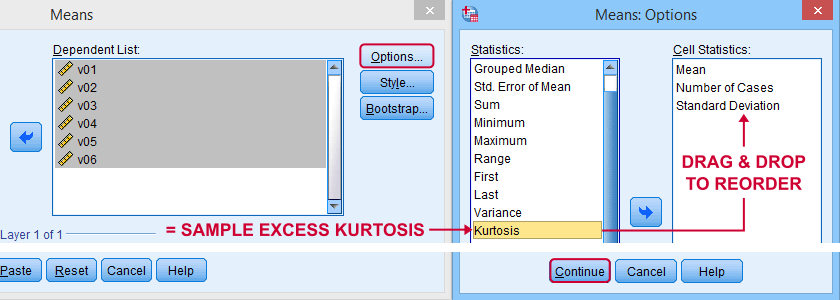 Means
Dependent List:
v01
v02
v03
v04
v05
v06
Options...
Style...
Bootstrap...
Layer 1 of 1
= SAMPLE EXCESS KURTOSIS
Paste
Reset
Cancel
Help
Means: Options
Statistics:
Grouped Median
Std. Error of Mean
Sum
Minimum
Maximum
Range
First
Last
Variance
Kurtosis
Cell Statistics:
Mean
Number of Cases
Standard Deviation
DRAG & DROP
TO REORDER
Continue
Cancel
Help